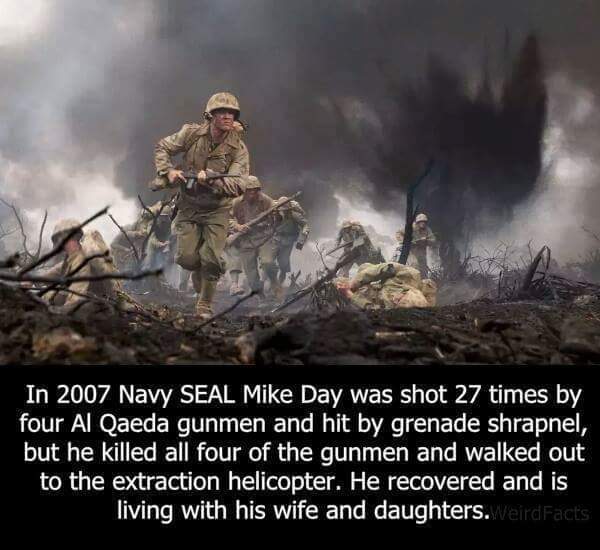 In 2007 Navy SEAL Mike Day was shot 27 times by
four Al Qaeda gunmen and hit by grenade shrapnel,
but he killed all four of the gunmen and walked out
to the extraction helicopter. He recovered and is
living with his wife and daughters. WeirdFacts